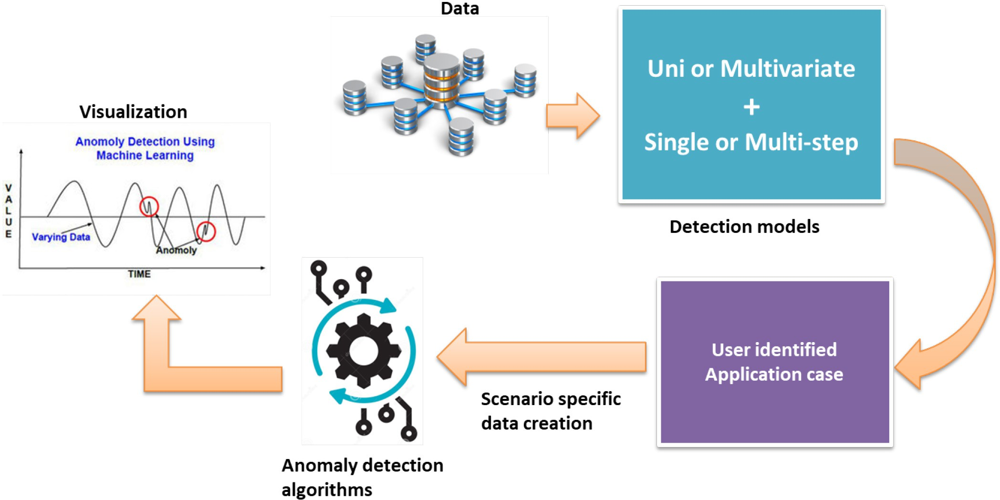 Data
Uni or Multivariate
+
Single or Multi-step
Detection models
User identified
Application case
Scenario specific
data creation
Anomaly detection
algorithms
Visualization
Anomoly Detection Using
Machine Learning
VALUE
Varying Data
Anomoly
TIME